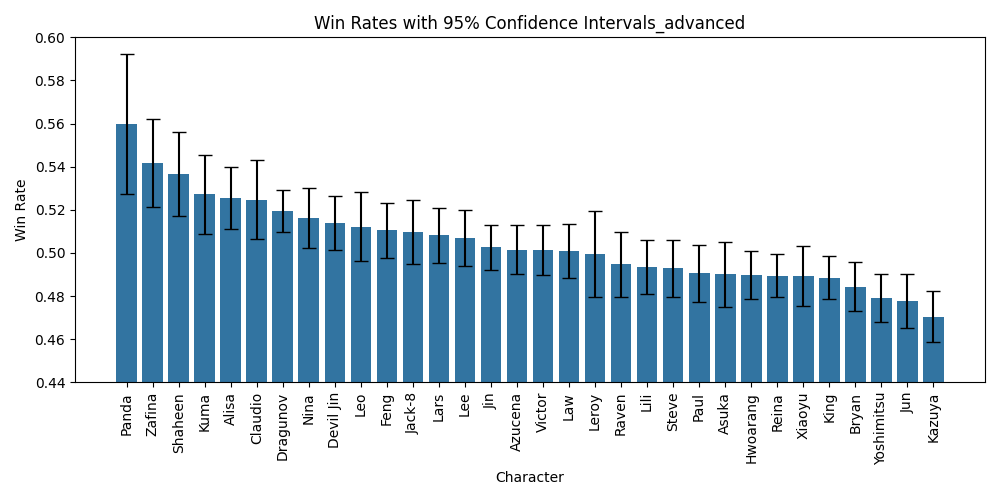 Win Rates with 95% Confidence Intervals_advanced
Win Rate
0.60
0.58
0.56
0.54
0.52
0.50
0.48
0.46
0.44
Panda
Zafina
Shaheen
Kuma
Alisa
Claudio
Dragunov
Nina
Devil Jin
Leo
Feng
Jack-8
Lars
Lee
Jin
Azucena
Victor
Law
Leroy
Raven
Lili
Steve
Paul
Asuka
Hwoarang
Reina
Xiaoyu
King
Bryan
Yoshimitsu
Jun
Kazuya
Character